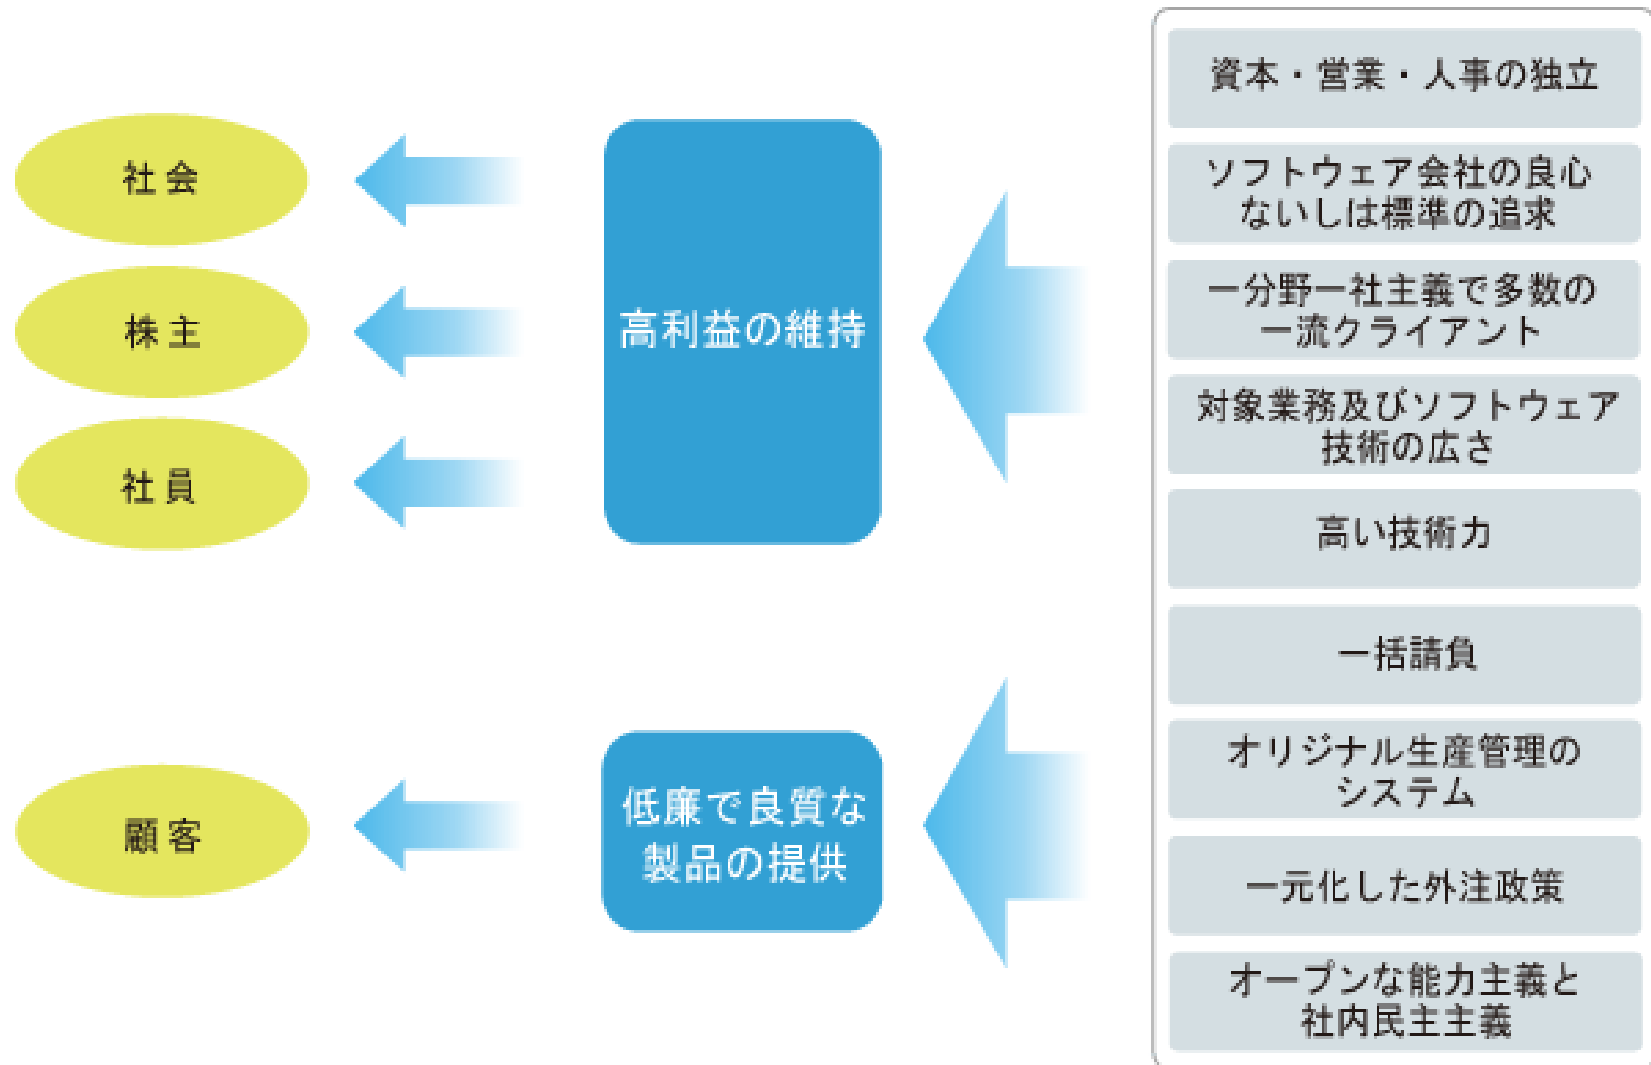 社会
株主
社員
顧客
高利益の維持
低廉で良質な
製品の提供
資本・営業・人事の独立
ソフトウェア会社の良心
ないしは標準の追求
一分野一社主義で多数の
一流クライアント
対象業務及びソフトウェア
技術の広さ
高い技術力
一括請負
オリジナル生産管理の
システム
一元化した外注政策
オープンな能力主義と
社内民主主義